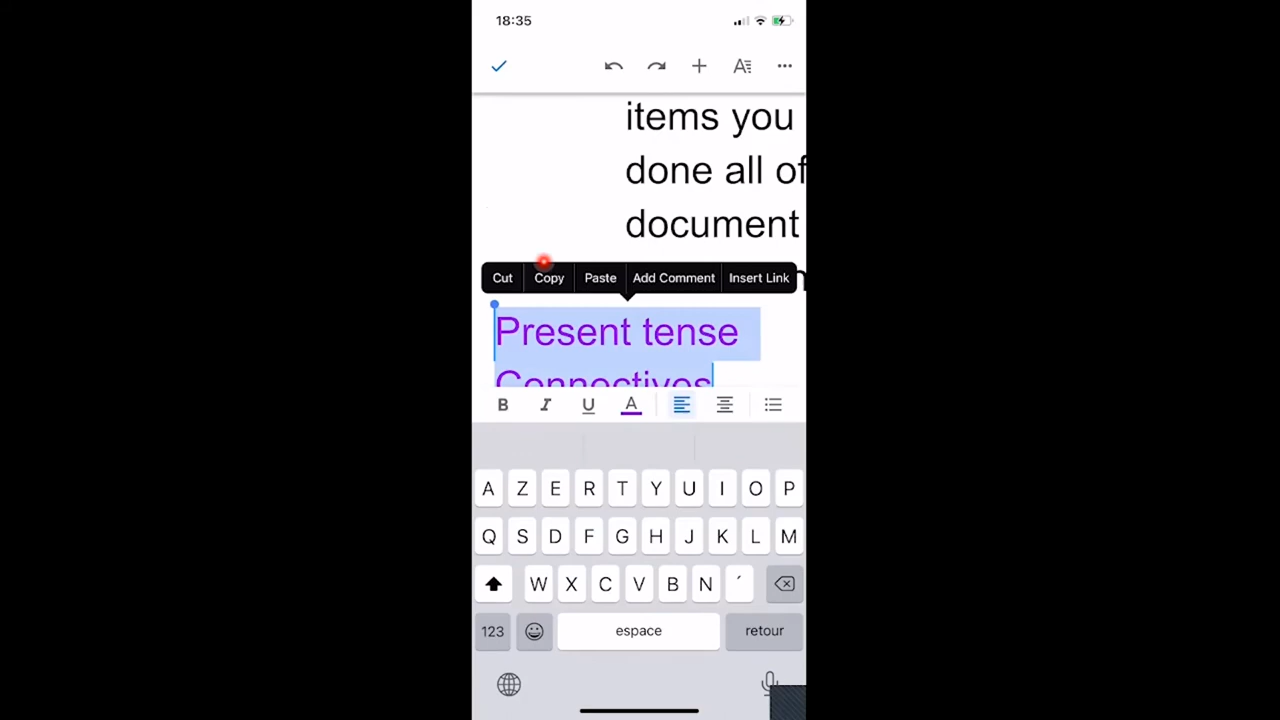 18:35
items you
done all of
document
Cut Copy Paste Add Comment Insert Link
Present tense
Connectives
B I U A
A Z E R T Y U I O P
Q S D F G H J K L M
W X C V B N ´
123 espace retour